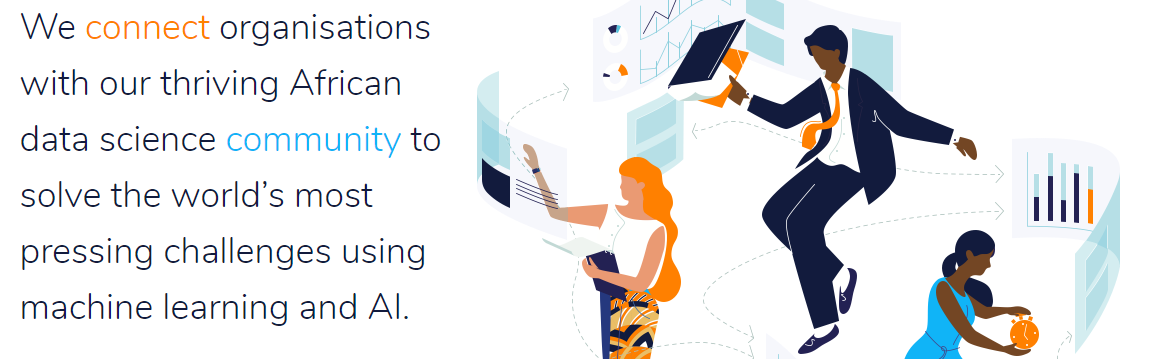 We connect organisations
with our thriving African
data science community to
solve the world’s most
pressing challenges using
machine learning and AI.